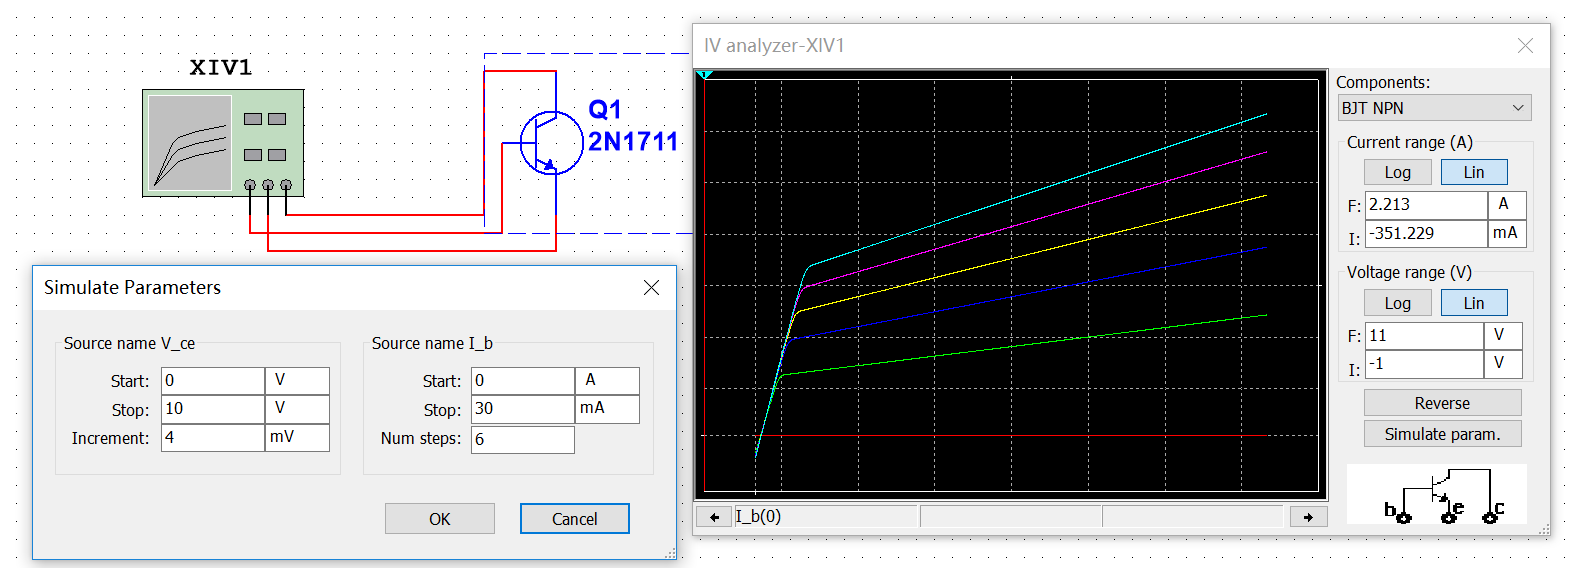 XIV1
Q1
2N1711
Simulate Parameters
Source name V_ce
Start: 0 V
Stop: 10 V
Increment: 4 mV
Source name I_b
Start: 0 A
Stop: 30 mA
Num steps: 6
OK
Cancel
IV analyzer-XIV1
I_b(0)
Components:
BJT NPN
Current range (A)
Log Lin
F: 2.213 A
I: -351.229 mA
Voltage range (V)
Log Lin
F: 11 V
I: -1 V
Reverse
Simulate param.
b e c